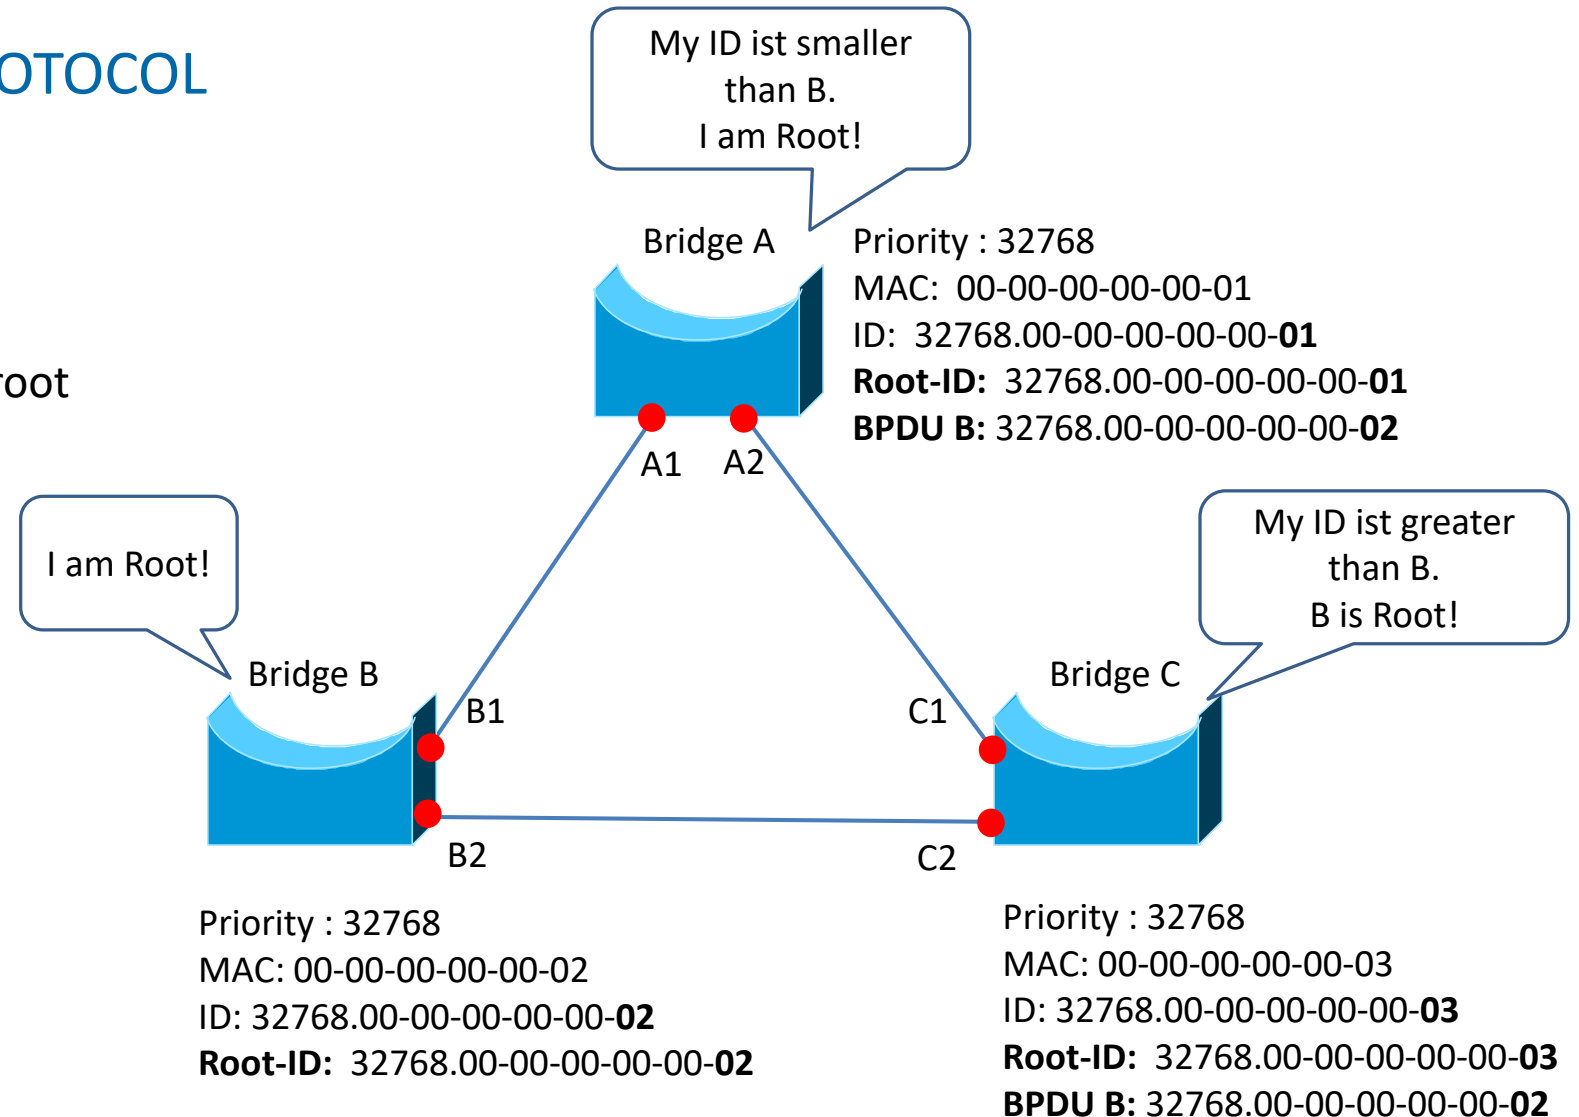 OTOCOL
My ID ist smaller
than B.
I am Root!
Bridge A
Priority : 32768
MAC: 00-00-00-00-00-01
ID: 32768.00-00-00-00-00-01
Root-ID: 32768.00-00-00-00-00-01
BPDU B: 32768.00-00-00-00-00-02
root
A1
A2
I am Root!
My ID ist greater
than B.
B is Root!
Bridge B
Bridge C
B1
C1
B2
C2
Priority : 32768
MAC: 00-00-00-00-00-02
ID: 32768.00-00-00-00-00-02
Root-ID: 32768.00-00-00-00-00-02
Priority : 32768
MAC: 00-00-00-00-00-03
ID: 32768.00-00-00-00-00-03
Root-ID: 32768.00-00-00-00-00-03
BPDU B: 32768.00-00-00-00-00-02